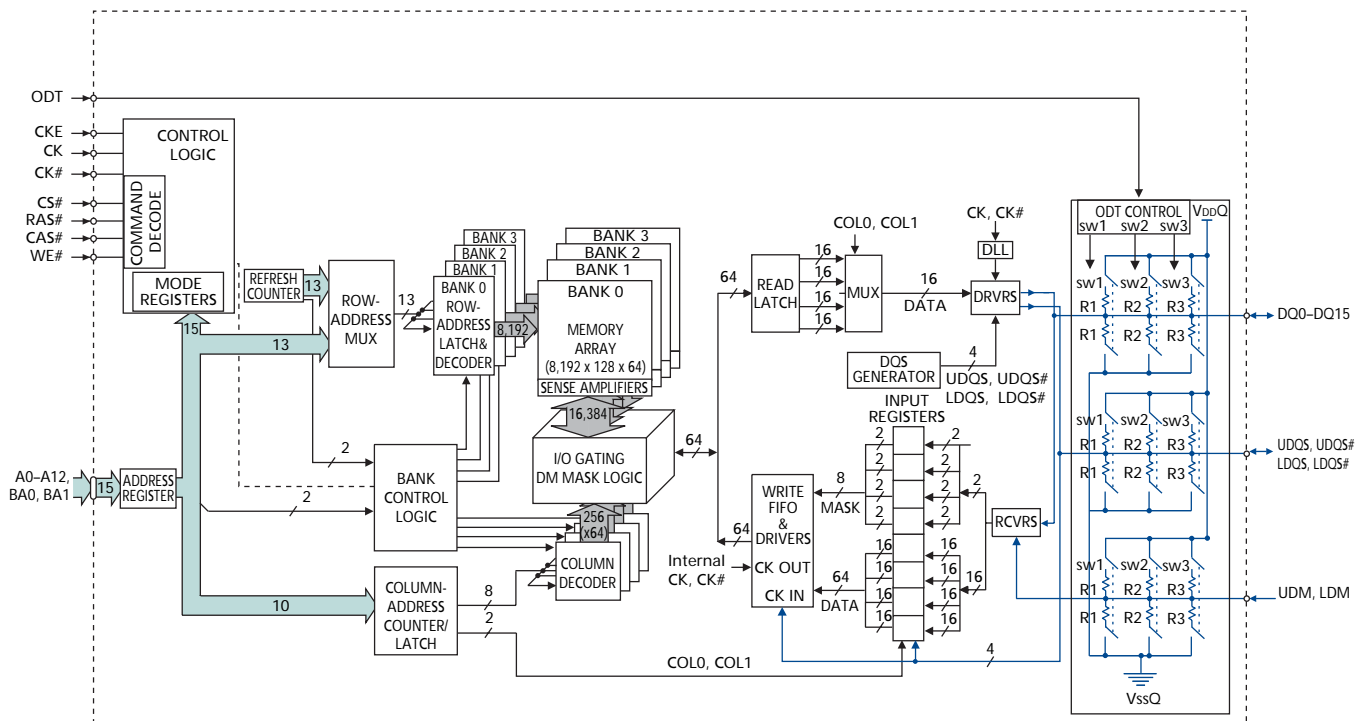 ODT
CKE
CK
CK#
CS#
RAS#
CAS#
WE#
CONTROL
LOGIC
COMMAND
DECODE
MODE
REGISTERS
15
REFRESH
COUNTER
13
13
ROW-
ADDRESS
MUX
13
BANK 3
BANK 2
BANK 1
BANK 0
ROW-
ADDRESS
LATCH&
DECODER
8,192
BANK 3
BANK 2
BANK 1
BANK 0
MEMORY
ARRAY
(8,192 x 128 x 64)
SENSE AMPLIFIERS
16,384
I/O GATING
DM MASK LOGIC
256
(x64)
COLUMN
DECODER
A0–A12,
BA0, BA1
15
ADDRESS
REGISTER
2
2
BANK
CONTROL
LOGIC
10
COLUMN-
ADDRESS
COUNTER/
LATCH
8
2
COL0, COL1
64
64
64
READ
LATCH
16
16
16
16
COL0, COL1
MUX
16
DATA
CK, CK#
DLL
DRVRS
DQS
GENERATOR
4
UDQS, UDQS#
LDQS, LDQS#
INPUT
REGISTERS
2
2
2
2
2
2
2
2
2
8
MASK
WRITE
FIFO
&
DRIVERS
CK OUT
CK IN
Internal
CK, CK#
64
DATA
16
16
16
16
16
16
16
16
16
RCVRS
4
ODT CONTROL
sw1
sw2
sw3
VDDQ
sw1
sw2
sw3
R1
R2
R3
R1
R2
R3
DQ0–DQ15
sw1
sw2
sw3
R1
R2
R3
R1
R2
R3
UDQS, UDQS#
LDQS, LDQS#
sw1
sw2
sw3
R1
R2
R3
R1
R2
R3
UDM, LDM
VssQ